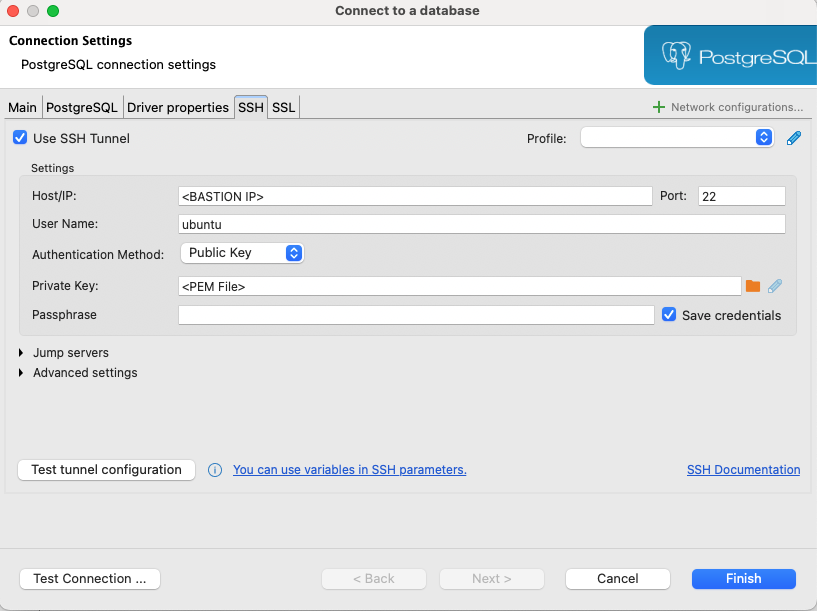 Connect to a database
Connection Settings
PostgreSQL connection settings
PostgreSQL
Main PostgreSQL Driver properties SSH SSL Network configurations...
Use SSH Tunnel Profile:
Settings
Host/IP: <BASTION IP> Port: 22
User Name: ubuntu
Authentication Method: Public Key
Private Key: <PEM File>
Passphrase Save credentials
Jump servers
Advanced settings
Test tunnel configuration You can use variables in SSH parameters. SSH Documentation
Test Connection ... < Back Next > Cancel Finish